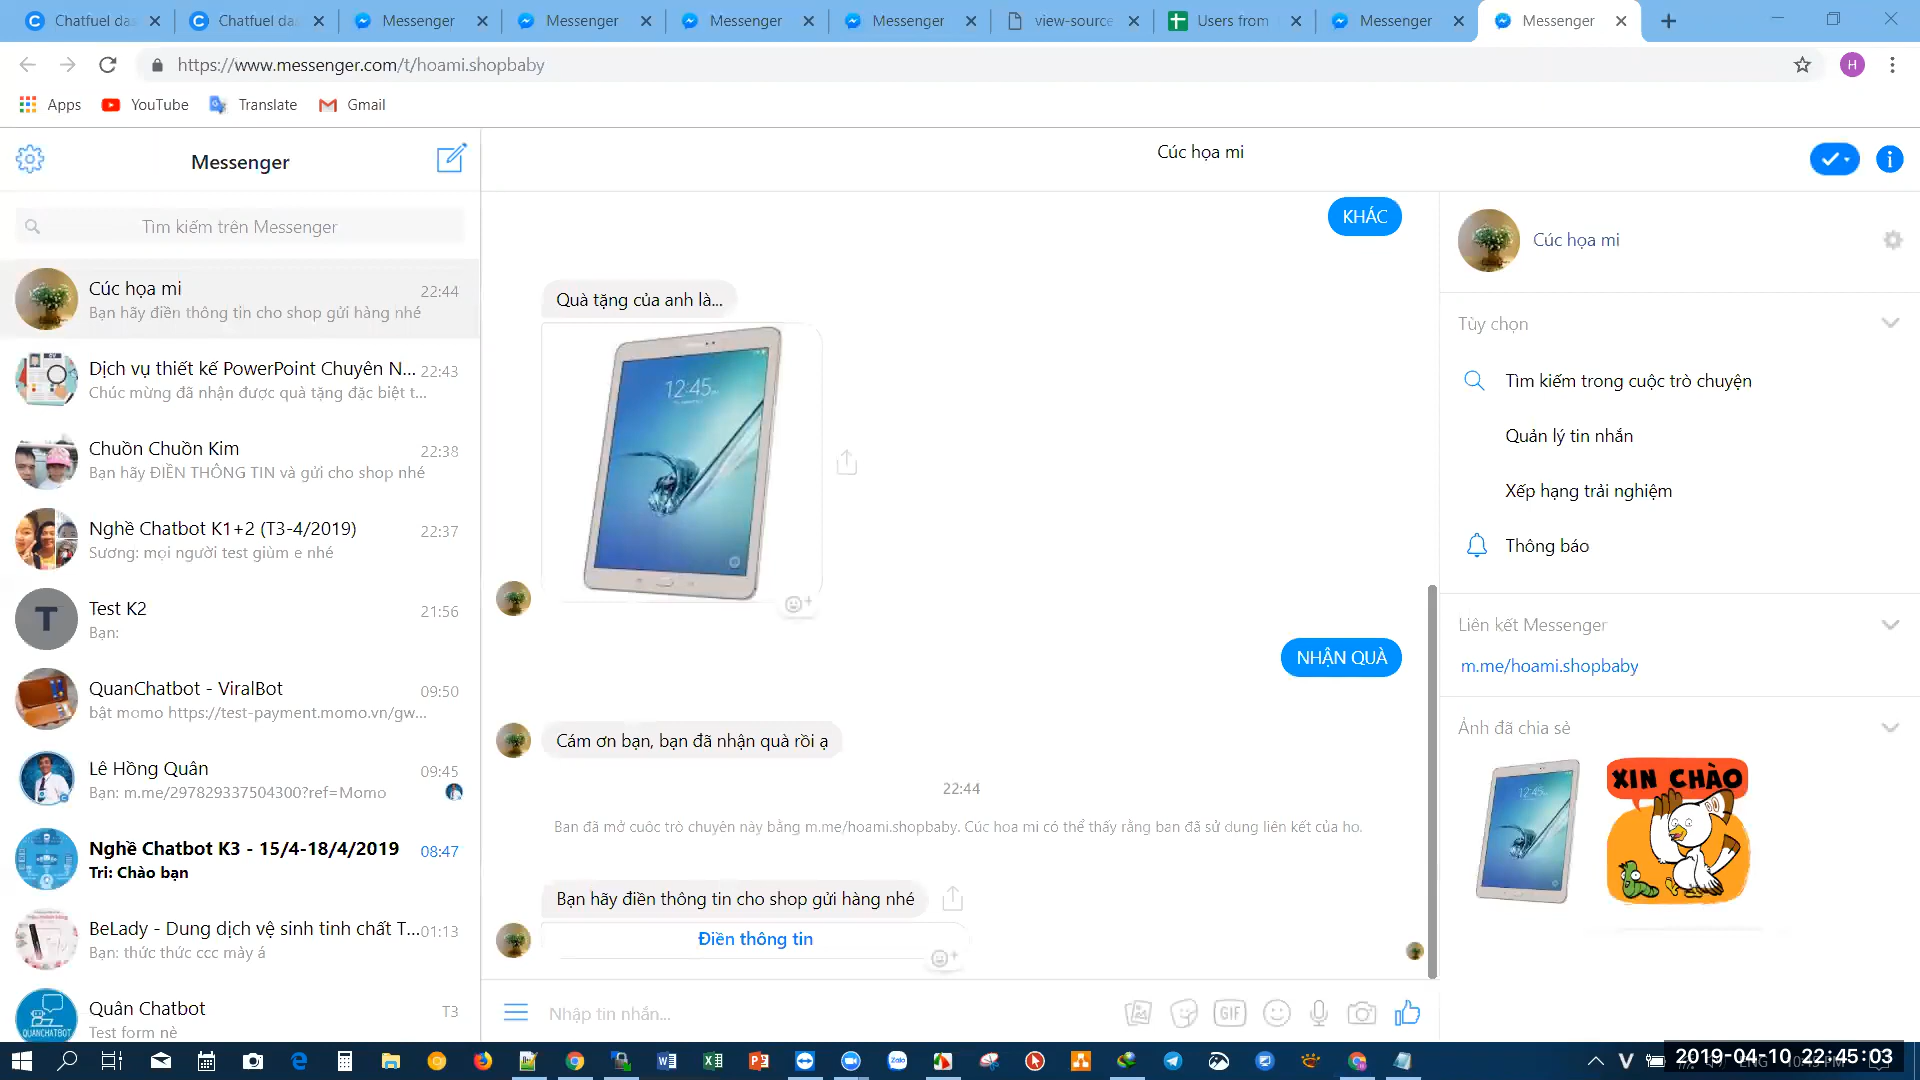 Chatfuel das
Chatfuel das
Messenger
Messenger
Messenger
Messenger
view-source
Users from
Messenger
Messenger
https://www.messenger.com/t/hoami.shopbaby
H
Apps
YouTube
Translate
Gmail
Messenger
Tìm kiếm trên Messenger
Cúc họa mi
22:44
Bạn hãy điền thông tin cho shop gửi hàng nhé
Dịch vụ thiết kế PowerPoint Chuyên N...
22:43
Chúc mừng đã nhận được quà tặng đặc biệt t...
Chuồn Chuồn Kim
22:38
Bạn hãy ĐIỀN THÔNG TIN và gửi cho shop nhé
Nghề Chatbot K1+2 (T3-4/2019)
22:37
Sương: mọi người test giùm e nhé
T
Test K2
21:56
Bạn:
QuanChatbot - ViralBot
09:50
bật momo https://test-payment.momo.vn/gw...
Lê Hồng Quân
09:45
Bạn: m.me/297829337504300?ref=Momo
Nghề Chatbot K3 - 15/4-18/4/2019
08:47
Tri: Chào bạn
BeLady - Dung dịch vệ sinh tinh chất T...
01:13
Bạn: thức thức ccc mày á
Quân Chatbot
T3
Test form nè
QUANCHATBOT
Cúc họa mi
KHÁC
Quà tặng của anh là...
12:45
NHẬN QUÀ
Cám ơn bạn, bạn đã nhận quà rồi ạ
22:44
Bạn đã mở cuộc trò chuyện này bằng m.me/hoami.shopbaby. Cúc họa mi có thể thấy rằng bạn đã sử dụng liên kết của họ.
Bạn hãy điền thông tin cho shop gửi hàng nhé
Điền thông tin
Nhập tin nhắn...
GIF
Cúc họa mi
Tùy chọn
Tìm kiếm trong cuộc trò chuyện
Quản lý tin nhắn
Xếp hạng trải nghiệm
Thông báo
Liên kết Messenger
m.me/hoami.shopbaby
Ảnh đã chia sẻ
12:45
XIN CHÀO
Zalo
V
2019-04-10 22:45:03